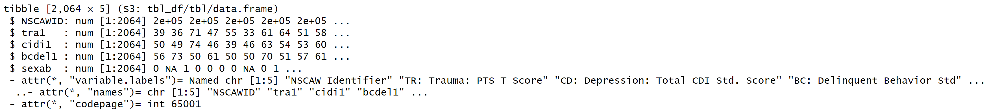 tibble [2,064 × 5] (S3: tbl_df/tbl/data.frame)
 $ NSCAWID: num [1:2064] 2e+05 2e+05 2e+05 2e+05 2e+05 ...
 $ tra1   : num [1:2064] 39 36 71 47 55 33 61 64 51 58 ...
 $ cidi1  : num [1:2064] 50 49 74 46 39 46 63 54 53 60 ...
 $ bcdel1 : num [1:2064] 56 73 50 61 50 50 70 51 57 61 ...
 $ sexab  : num [1:2064] 0 NA 1 0 0 0 0 NA 0 1 ...
 - attr(*, "variable.labels")= Named chr [1:5] "NSCAW Identifier" "TR: Trauma: PTS T Score" "CD: Depression: Total CDI Std. Score" "BC: Delinquent Behavior Std" ...
  ..- attr(*, "names")= chr [1:5] "NSCAWID" "tra1" "cidi1" "bcdel1" ...
 - attr(*, "codepage")= int 65001